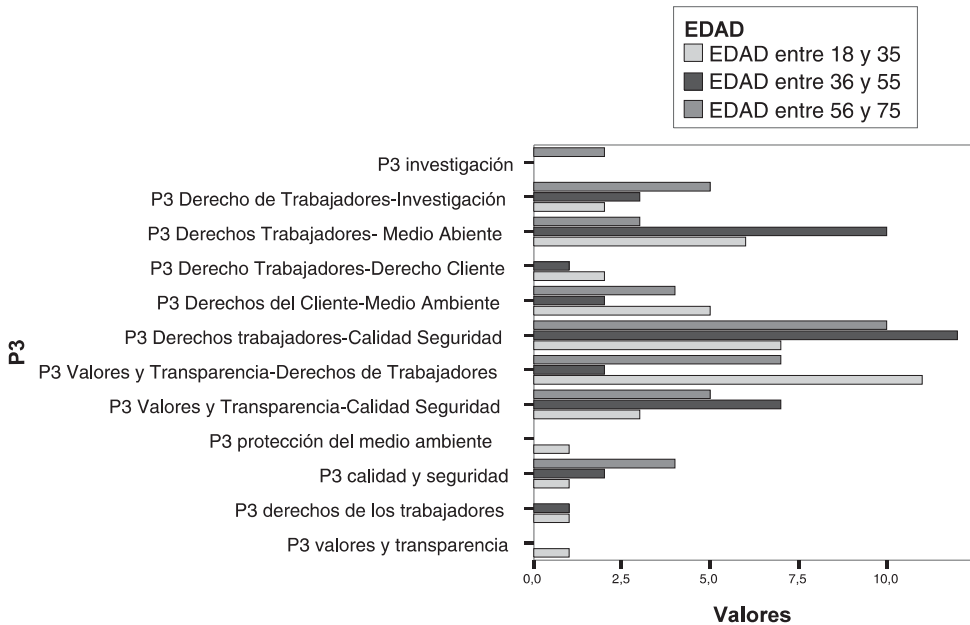 EDAD
EDAD entre 18 y 35
EDAD entre 36 y 55
EDAD entre 56 y 75
P3 investigación
P3 Derecho de Trabajadores-Investigación
P3 Derechos Trabajadores- Medio Abiente
P3 Derecho Trabajadores-Derecho Cliente
P3 Derechos del Cliente-Medio Ambiente
P3 Derechos trabajadores-Calidad Seguridad
P3 Valores y Transparencia-Derechos de Trabajadores
P3 Valores y Transparencia-Calidad Seguridad
P3 protección del medio ambiente
P3 calidad y seguridad
P3 derechos de los trabajadores
P3 valores y transparencia
P3
0,0 2,5 5,0 7,5 10,0
Valores